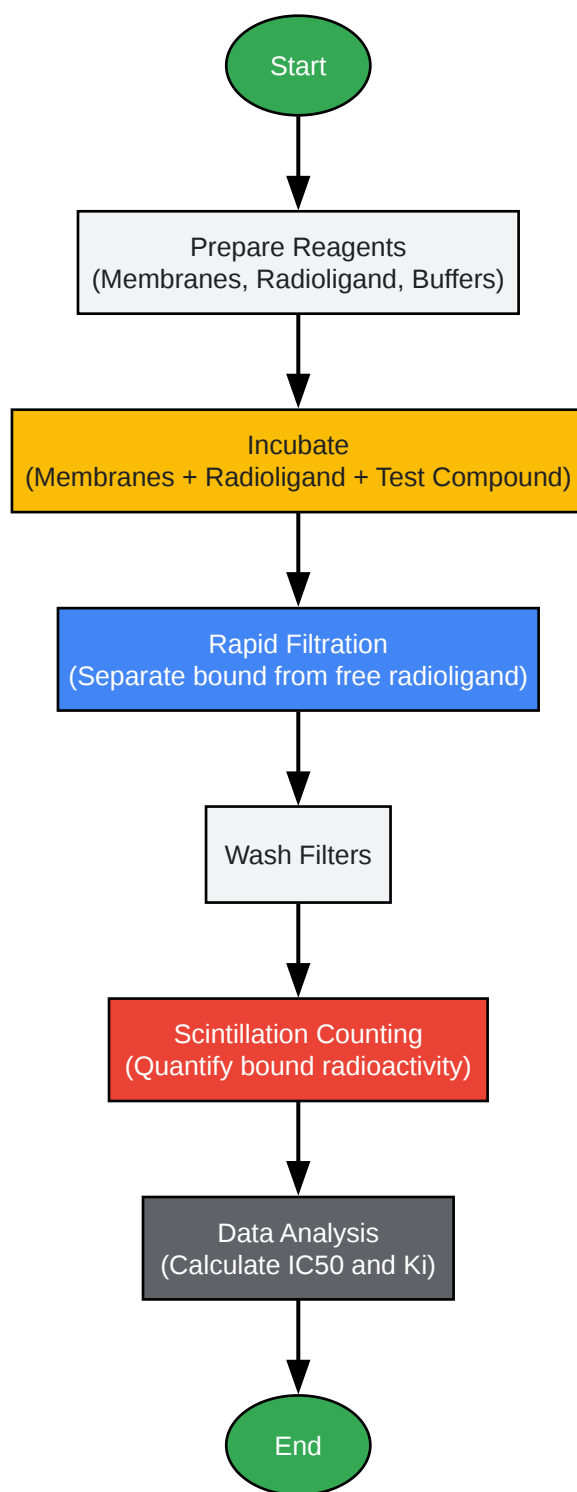 Start
Prepare Reagents
(Membranes, Radioligand, Buffers)
Incubate
(Membranes + Radioligand + Test Compound)
Rapid Filtration
(Separate bound from free radioligand)
Wash Filters
Scintillation Counting
(Quantify bound radioactivity)
Data Analysis
(Calculate IC50 and Ki)
End